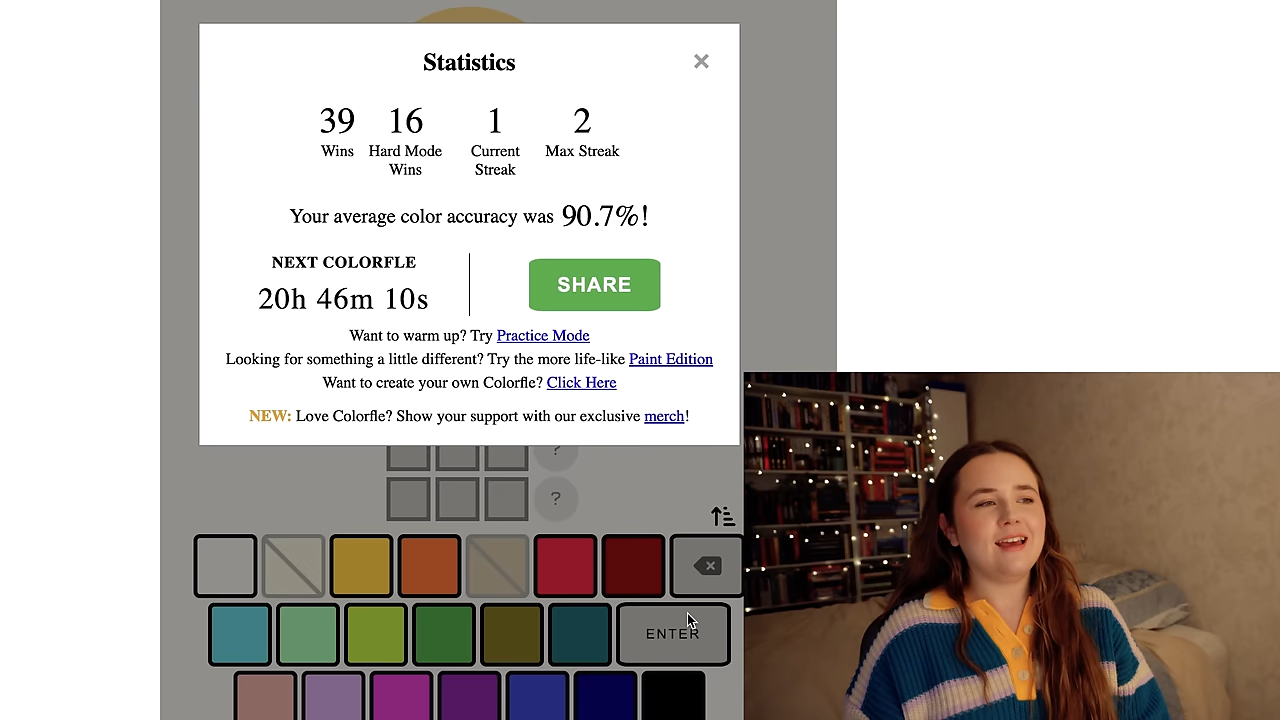 Statistics
×
39 16 1 2
Wins Hard Mode Wins Current Streak Max Streak
Your average color accuracy was 90.7%!
NEXT COLORFLE
20h 46m 10s
SHARE
Want to warm up? Try Practice Mode
Looking for something a little different? Try the more life-like Paint Edition
Want to create your own Colorfle? Click Here
NEW: Love Colorfle? Show your support with our exclusive merch!
?
?
ENTER